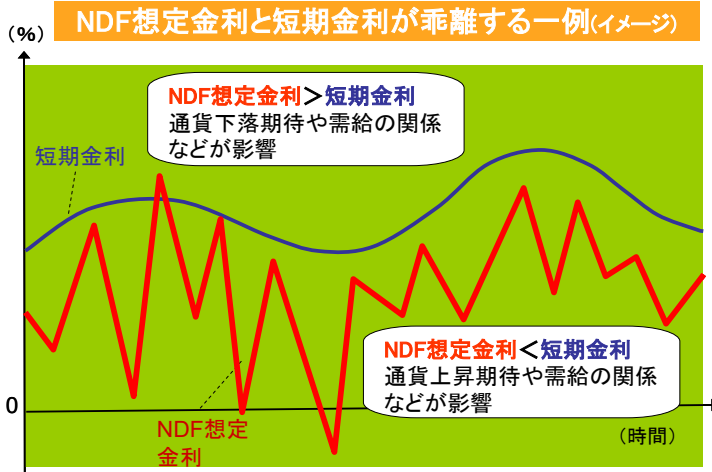 NDF想定金利と短期金利が乖離する一例(イメージ)
(%)
NDF想定金利＞短期金利
通貨下落期待や需給の関係
などが影響
短期金利
NDF想定金利＜短期金利
通貨上昇期待や需給の関係
などが影響
0
NDF想定
金利
(時間)